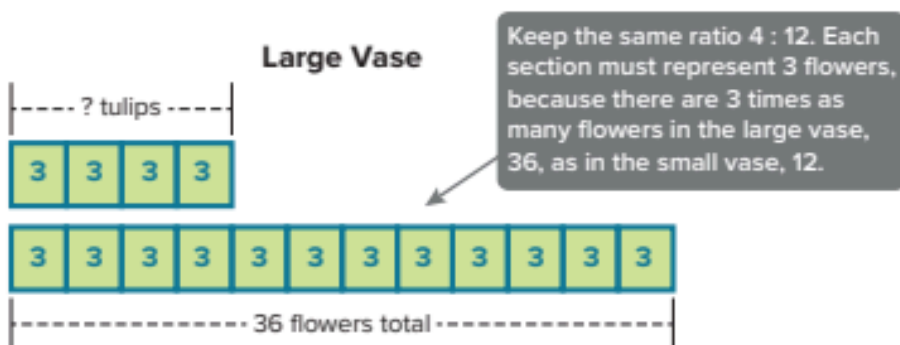 Large Vase
Keep the same ratio 4 : 12. Each
section must represent 3 flowers,
because there are 3 times as
many flowers in the large vase,
36, as in the small vase, 12.
? tulips
3 3 3 3
3 3 3 3 3 3 3 3 3 3 3 3
36 flowers total